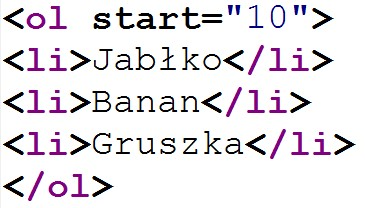 <ol start="10">
<li>Jabłko</li>
<li>Banan</li>
<li>Gruszka</li>
</ol>